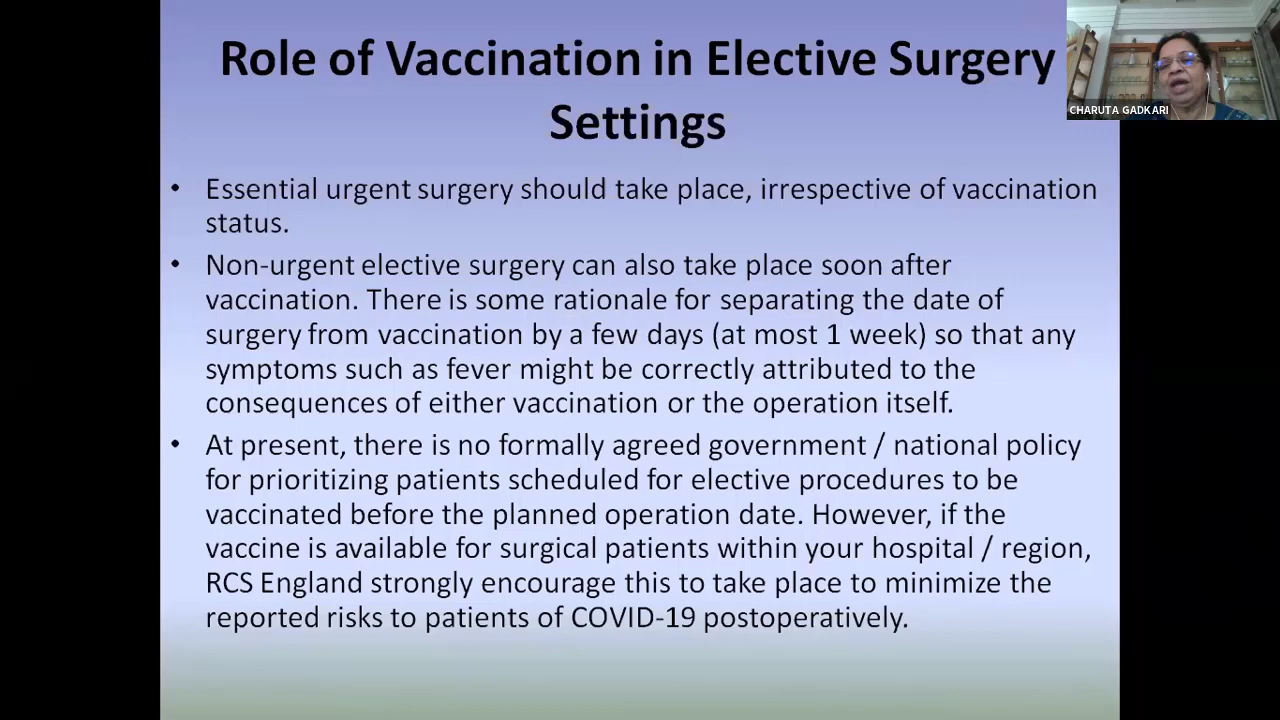 Role of Vaccination in Elective Surgery
Settings
CHARUTA GADKARI
• Essential urgent surgery should take place, irrespective of vaccination
status.
• Non-urgent elective surgery can also take place soon after
vaccination. There is some rationale for separating the date of
surgery from vaccination by a few days (at most 1 week) so that any
symptoms such as fever might be correctly attributed to the
consequences of either vaccination or the operation itself.
• At present, there is no formally agreed government / national policy
for prioritizing patients scheduled for elective procedures to be
vaccinated before the planned operation date. However, if the
vaccine is available for surgical patients within your hospital / region,
RCS England strongly encourage this to take place to minimize the
reported risks to patients of COVID-19 postoperatively.